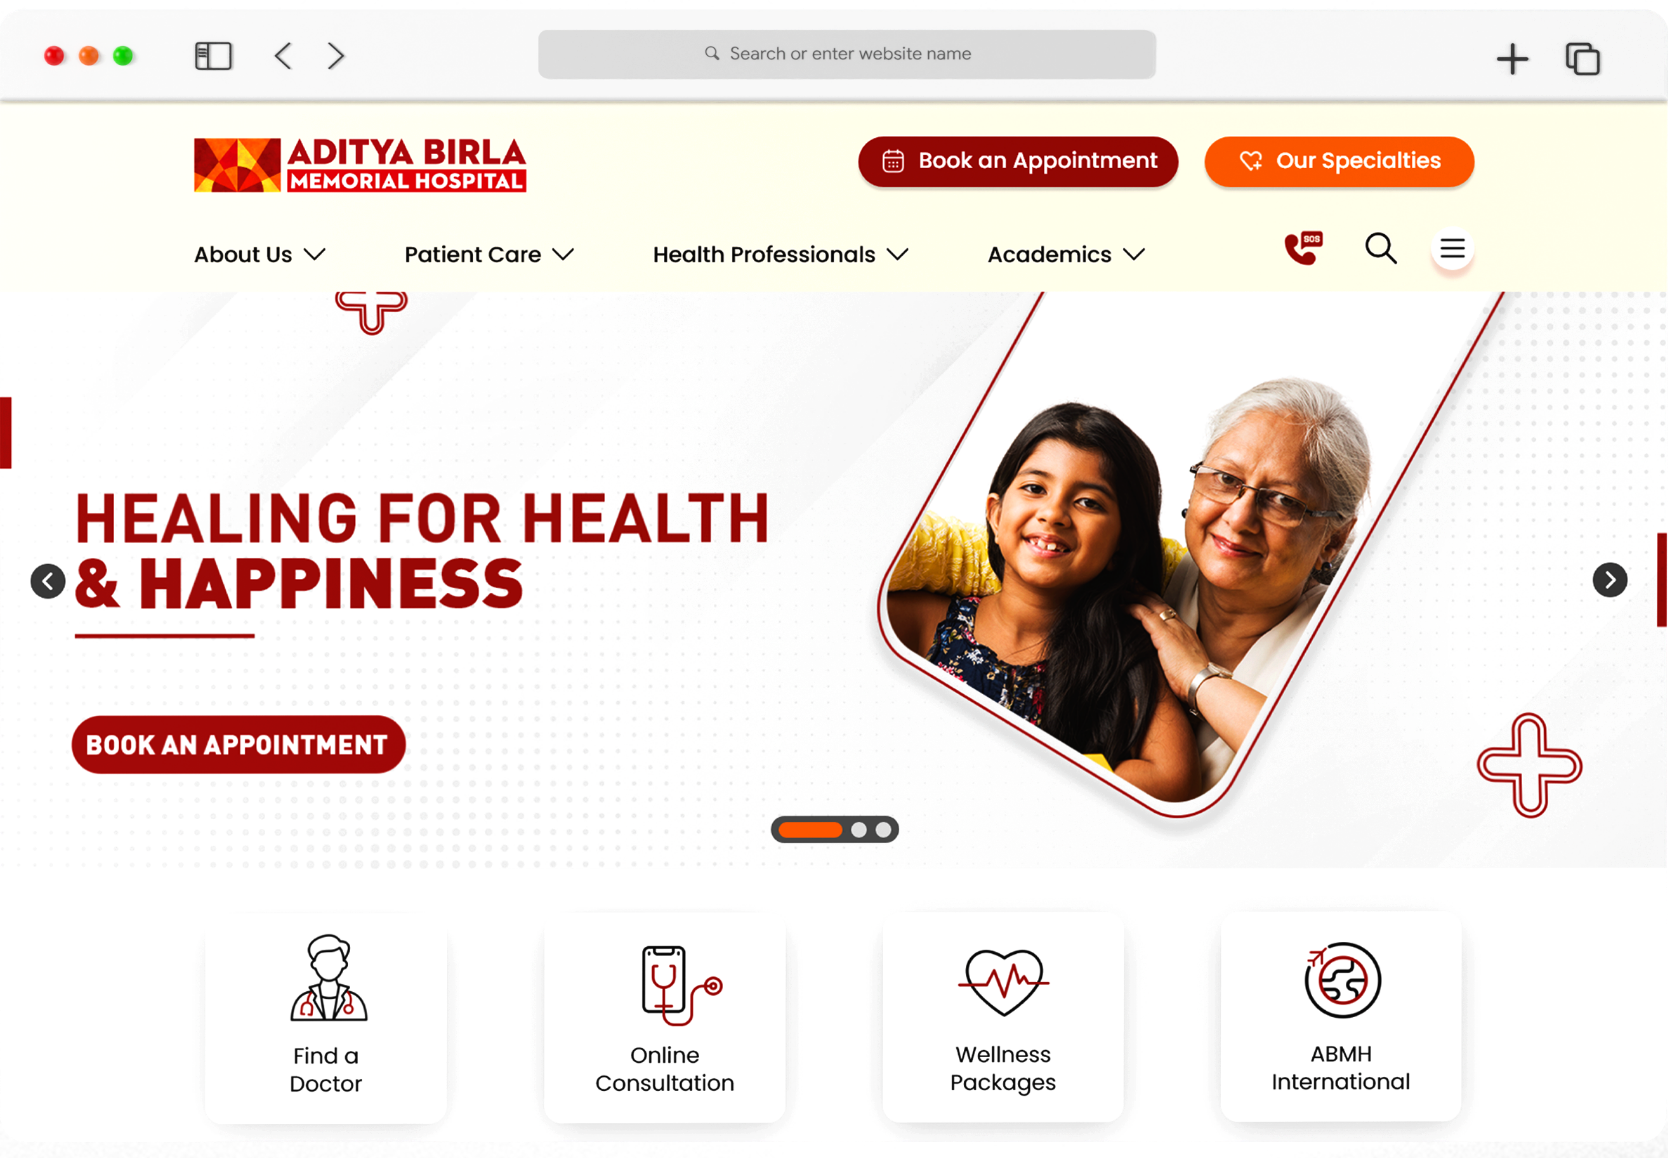 Search or enter website name
ADITYA BIRLA
MEMORIAL HOSPITAL
Book an Appointment
Our Specialties
About Us
Patient Care
Health Professionals
Academics
SOS
HEALING FOR HEALTH
& HAPPINESS
BOOK AN APPOINTMENT
Find a
Doctor
Online
Consultation
Wellness
Packages
ABMH
International